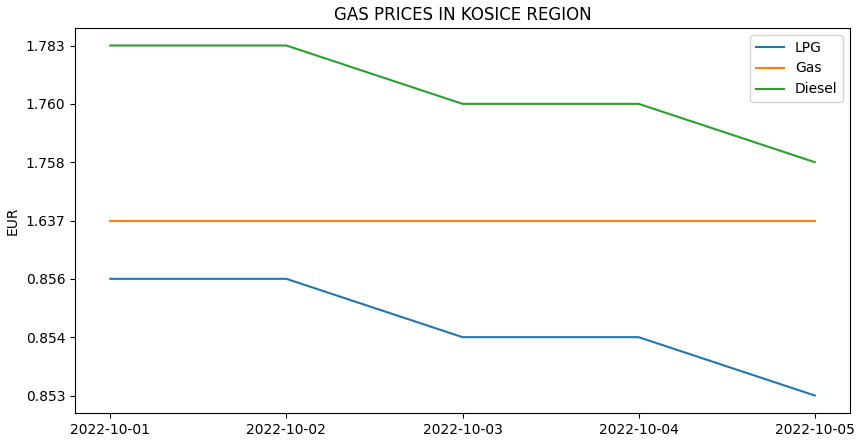 GAS PRICES IN KOSICE REGION
LPG
Gas
Diesel
EUR
1.783
1.760
1.758
1.637
0.856
0.854
0.853
2022-10-01
2022-10-02
2022-10-03
2022-10-04
2022-10-05